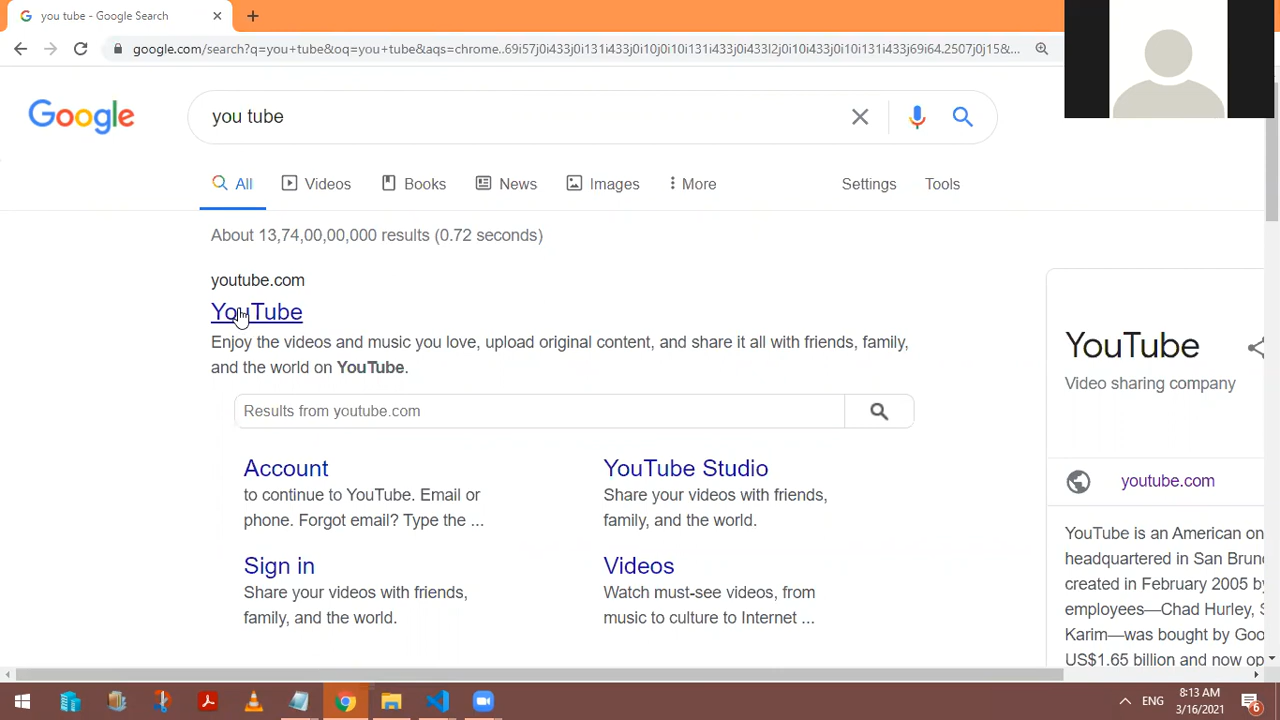 you tube - Google Search
google.com/search?q=you+tube&oq=you+tube&aqs=chrome..69i57j0i433j0i131i433j0i10j0i10i131i433j0i433l2j0i10i433j0i10i131i433j69i64.2507j0j15&...
Google
you tube
All
Videos
Books
News
Images
More
Settings
Tools
About 13,74,00,00,000 results (0.72 seconds)
youtube.com
YouTube
Enjoy the videos and music you love, upload original content, and share it all with friends, family,
and the world on YouTube.
Results from youtube.com
Account
to continue to YouTube. Email or
phone. Forgot email? Type the ...
YouTube Studio
Share your videos with friends,
family, and the world.
Sign in
Share your videos with friends,
family, and the world.
Videos
Watch must-see videos, from
music to culture to Internet ...
YouTube
Video sharing company
youtube.com
YouTube is an American on
headquartered in San Brun
created in February 2005 by
employees—Chad Hurley, S
Karim—was bought by Goo
US$1.65 billion and now op
ENG
8:13 AM
3/16/2021
6